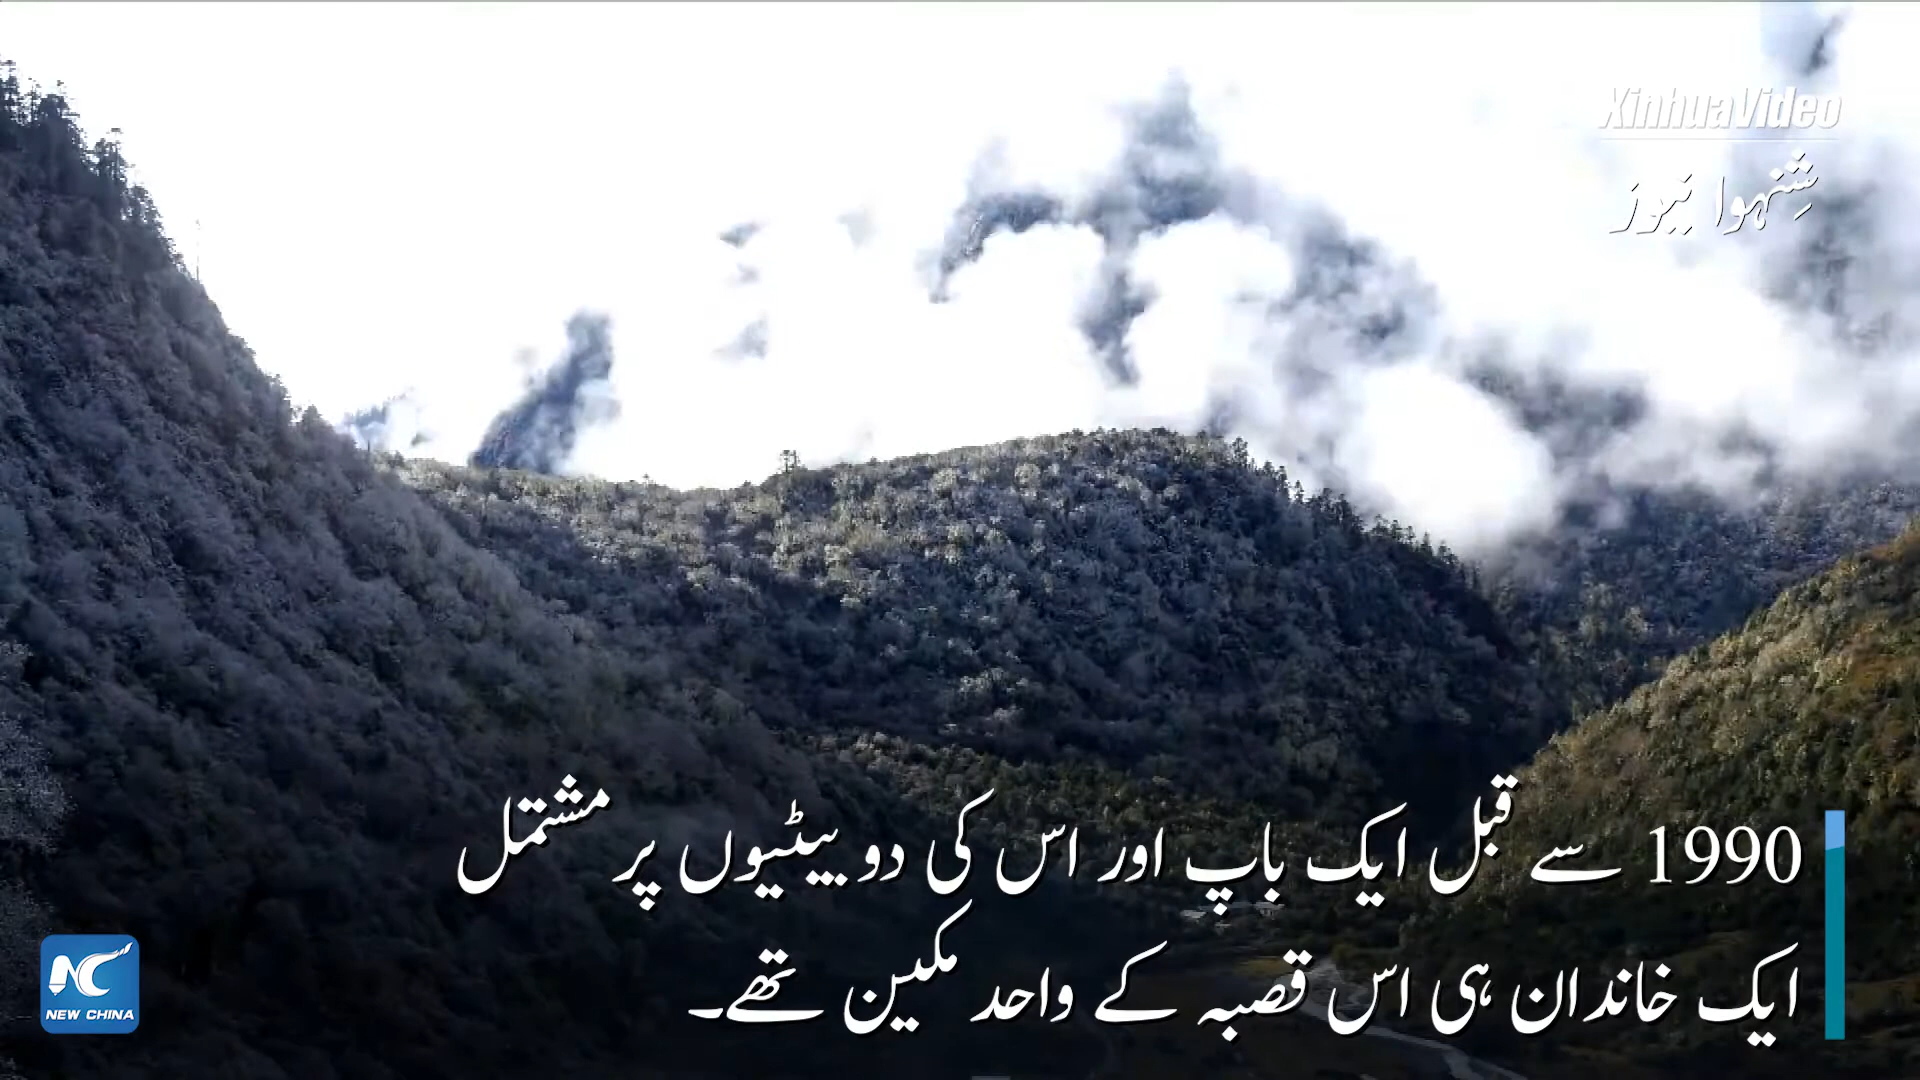 XinhuaVideo
شِنہوا نیوز
1990 سے قبل ایک باپ اور اس کی دو بیٹیوں پر مشتمل
ایک خاندان ہی اس قصبہ کے واحد مکین تھے۔
NEW CHINA